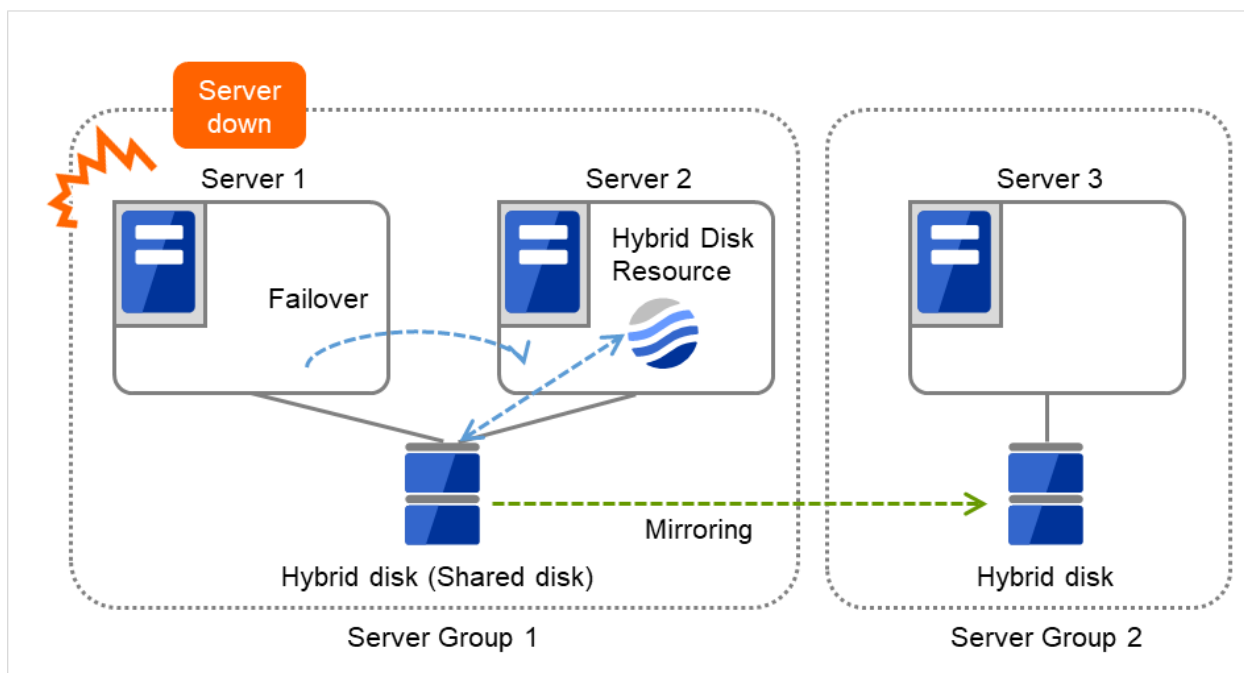 Server
down
Server 1
Server 2
Server 3
Hybrid Disk
Resource
Failover
Mirroring
Hybrid disk (Shared disk)
Hybrid disk
Server Group 1
Server Group 2